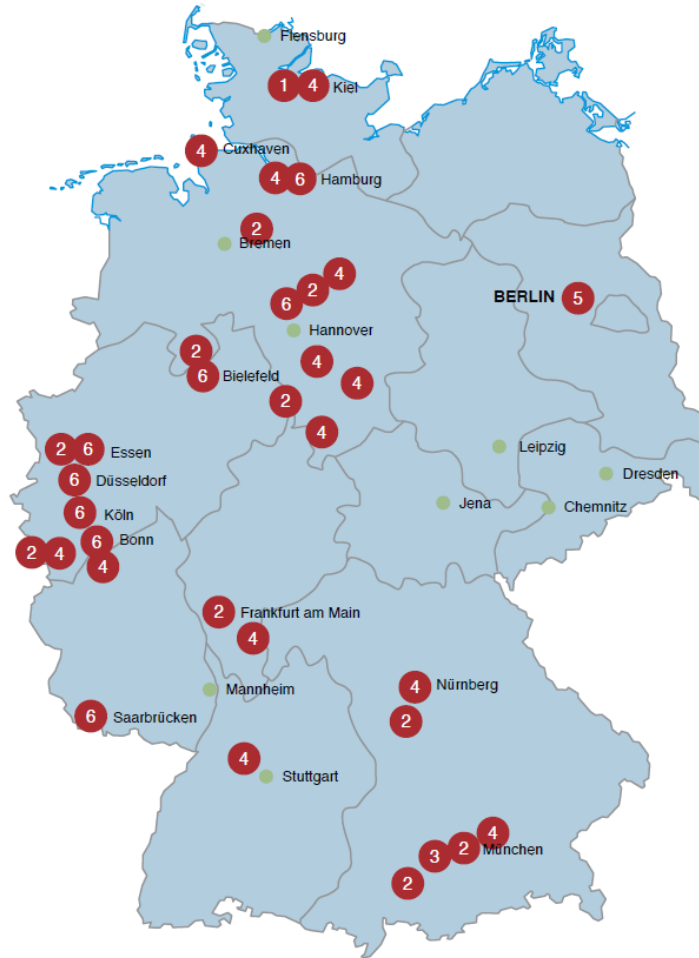 Flensburg
1 4 Kiel
4 Cuxhaven
4 6 Hamburg
2
Bremen
4
2
6
BERLIN 5
Hannover
2
4
6 Bielefeld
4
2
4
2 6 Essen
Leipzig
6 Düsseldorf
Dresden
Jena
Chemnitz
6 Köln
6 Bonn
2 4
4
2 Frankfurt am Main
4
4 Nürnberg
Mannheim
6 Saarbrücken
2
4
Stuttgart
4
2 München
3
2